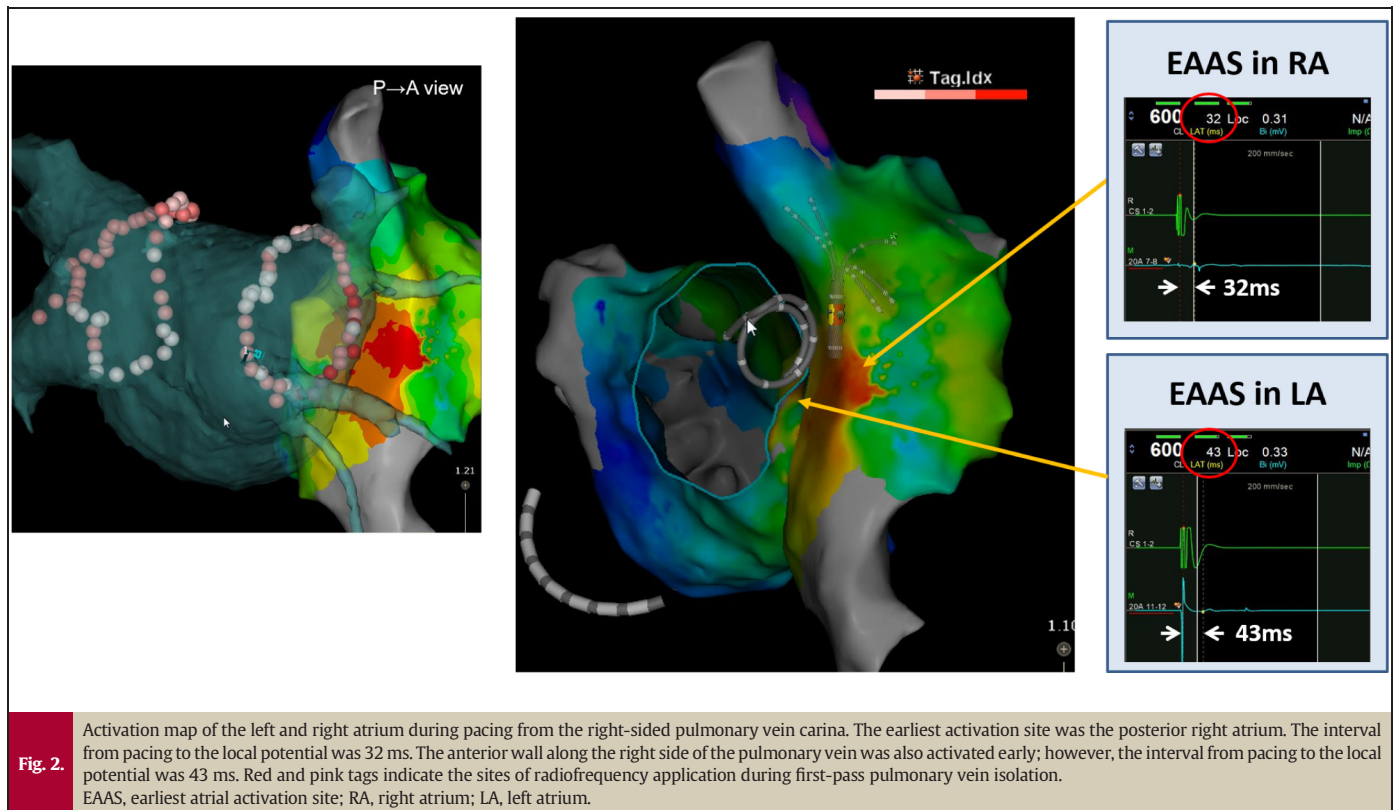 P→A view
1.21
Tag.Idx
1.10
EAAS in RA
600 32 Loc 0.31 N/A
CL LAT (ms) Bi (mV) Imp (Ω
200 mm/sec
R
CS 1-2
M
20A 7-8
32ms
EAAS in LA
600 43 Loc 0.33 N/A
CL LAT (ms) Bi (mV) Imp (Ω
200 mm/sec
R
CS 1-2
M
20A 11-12
43ms
Fig. 2.
Activation map of the left and right atrium during pacing from the right-sided pulmonary vein carina. The earliest activation site was the posterior right atrium. The interval
from pacing to the local potential was 32 ms. The anterior wall along the right side of the pulmonary vein was also activated early; however, the interval from pacing to the local
potential was 43 ms. Red and pink tags indicate the sites of radiofrequency application during first-pass pulmonary vein isolation.
EAAS, earliest atrial activation site; RA, right atrium; LA, left atrium.